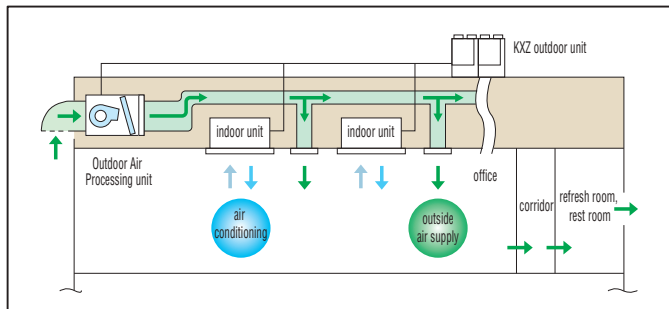 KXZ outdoor unit
indoor unit
indoor unit
Outdoor Air
Processing unit
office
corridor
refresh room,
rest room
air
conditioning
outside
air supply